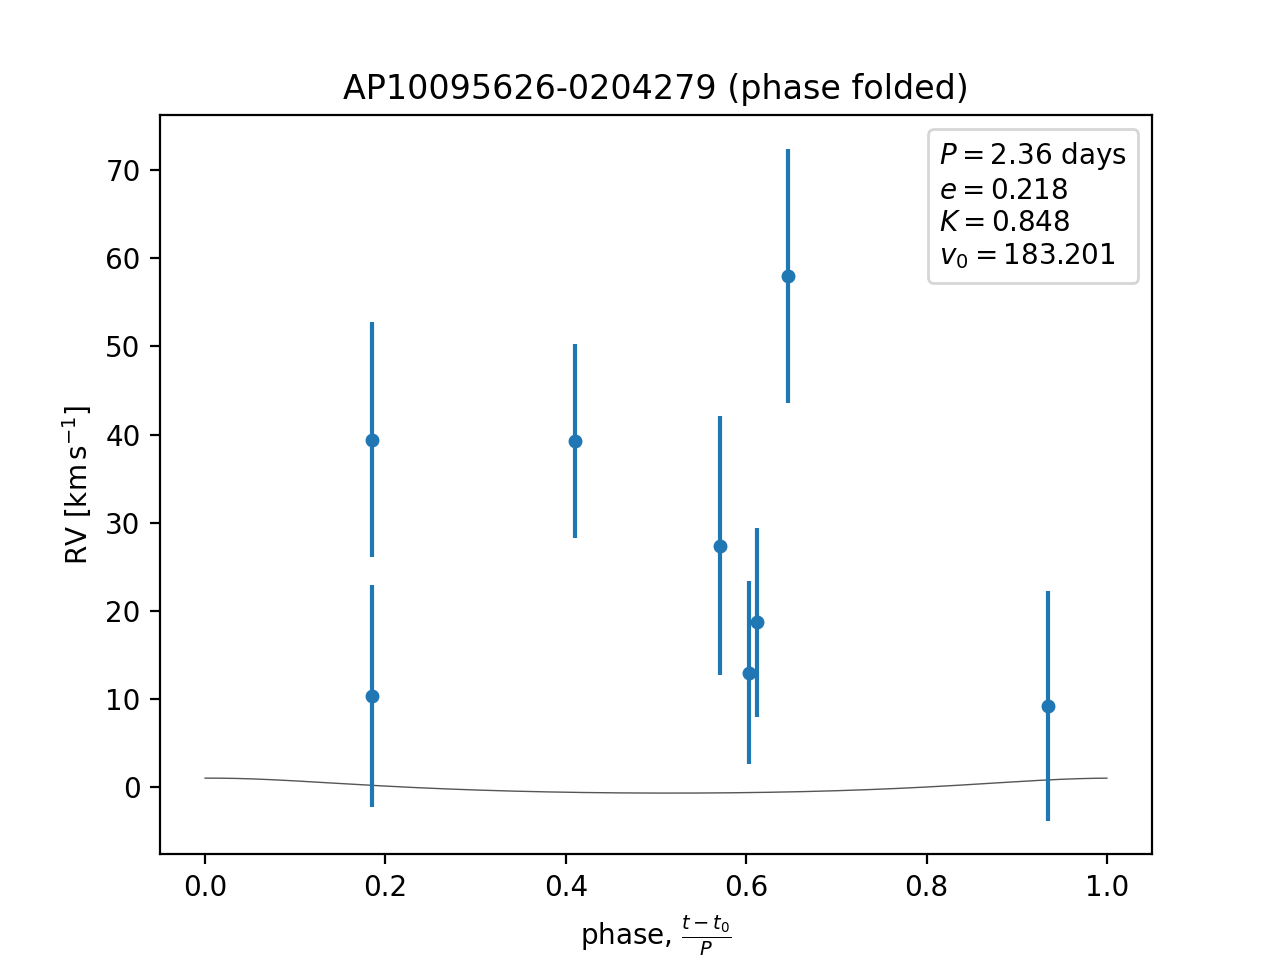 AP10095626-0204279 (phase folded)
P = 2.36 days
e = 0.218
K = 0.848
v₀ = 183.201
RV [km s⁻¹]
70
60
50
40
30
20
10
0
0.0 0.2 0.4 0.6 0.8 1.0
phase, (t − t₀)/P